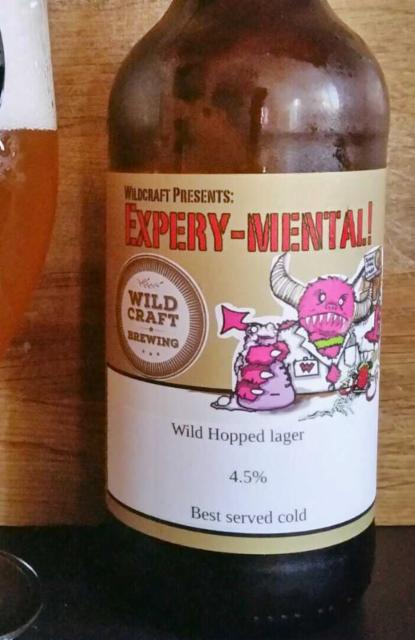 WILDCRAFT PRESENTS:
EXPERY-MENTAL!
WILD
CRAFT
BREWING
W
Wild Hopped lager
4.5%
Best served cold